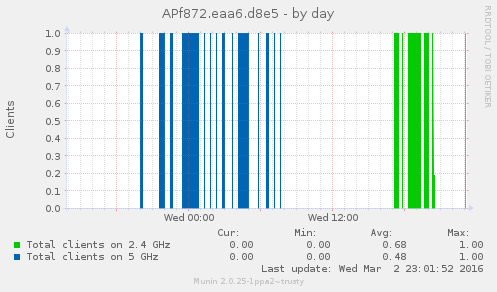 APf872.eaa6.d8e5 - by day
RRDTOOL / TOBI OETIKER
Clients
1.0
0.9
0.8
0.7
0.6
0.5
0.4
0.3
0.2
0.1
0.0
Wed 00:00 Wed 12:00
Cur: Min: Avg: Max:
Total clients on 2.4 GHz 0.00 0.00 0.68 1.00
Total clients on 5 GHz 0.00 0.00 0.48 1.00
Last update: Wed Mar 2 23:01:52 2016
Munin 2.0.25-1ppa2~trusty